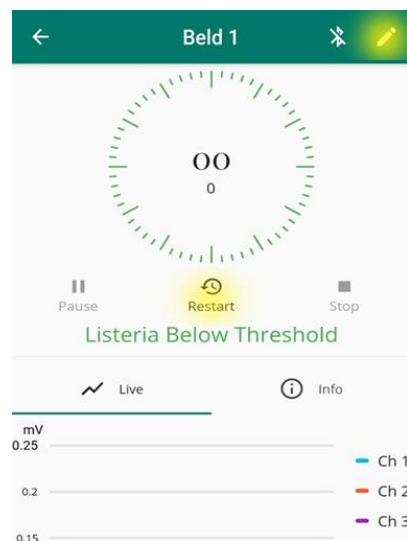 Beld 1
00
0
Pause Restart Stop
Listeria Below Threshold
Live Info
mV
0.25
Ch 1
0.2
Ch 2
Ch 3
0.15